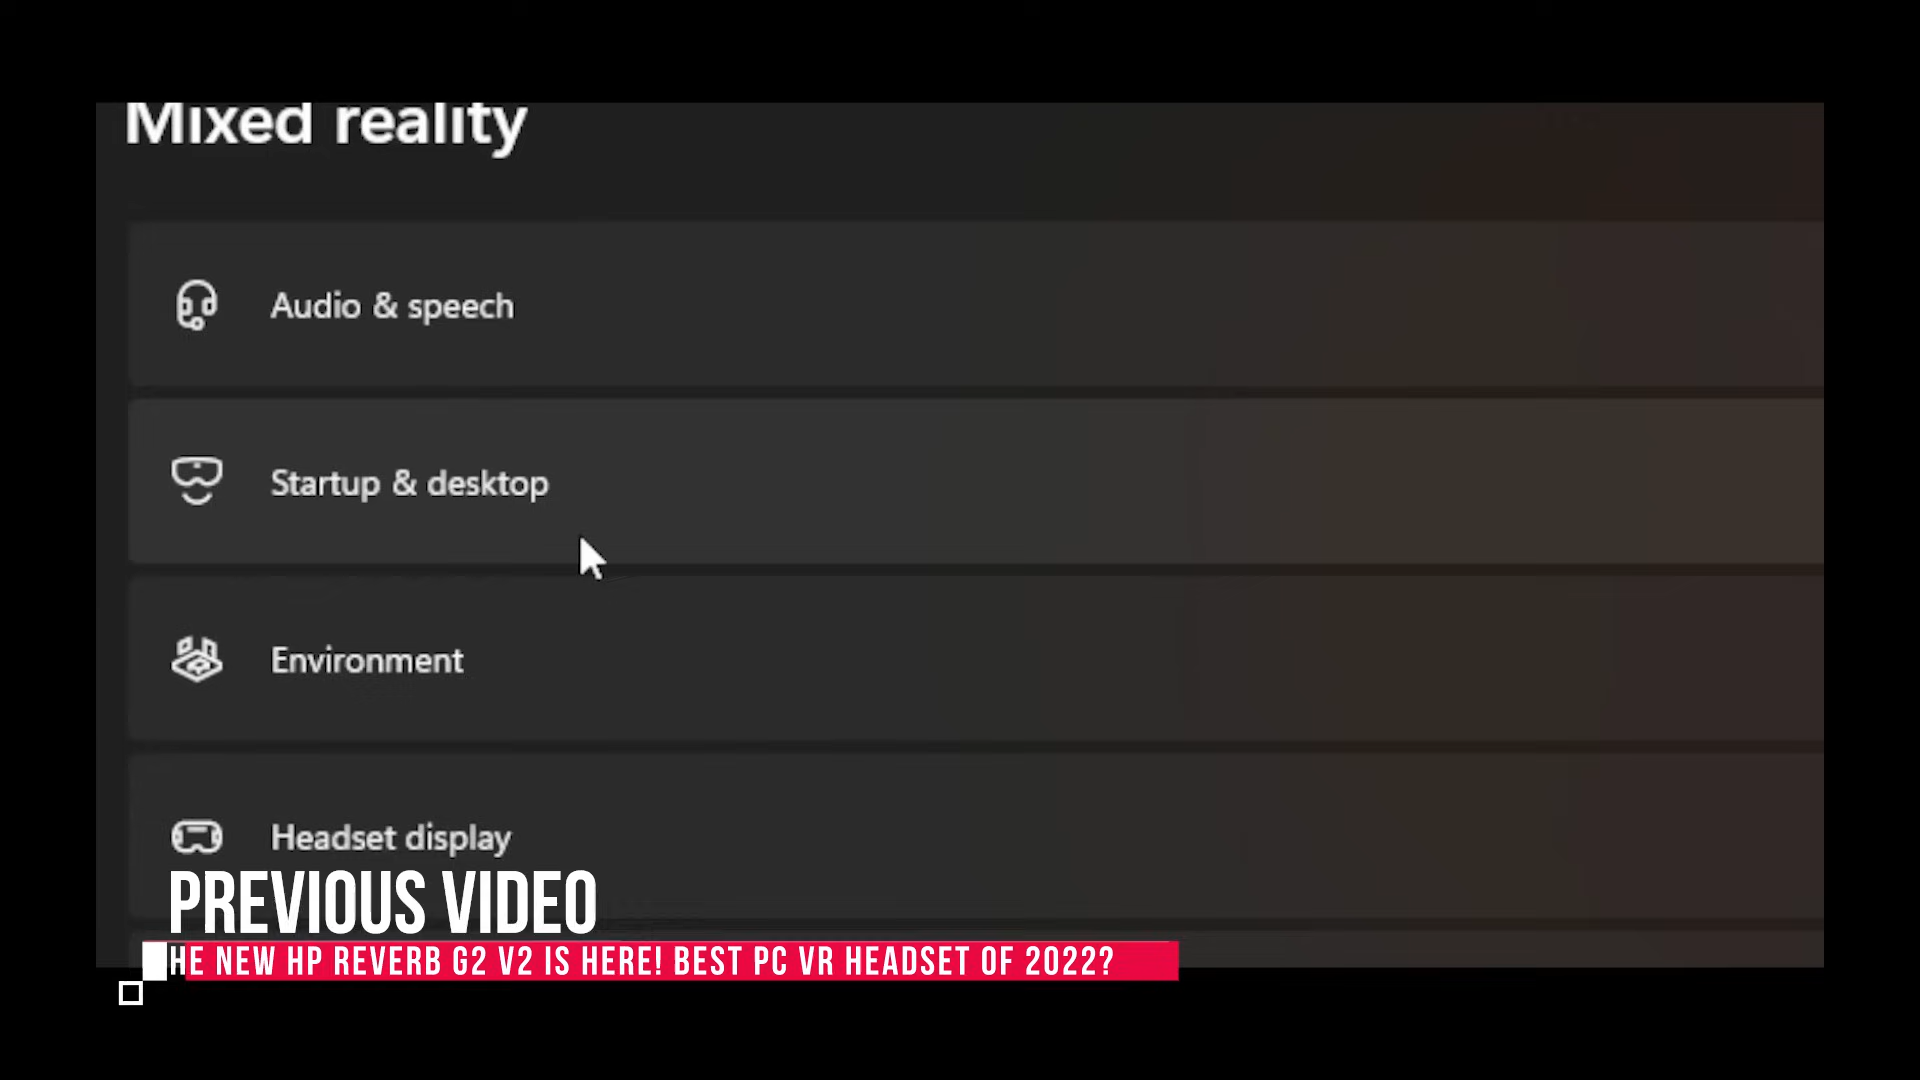 Mixed reality
Audio & speech
Startup & desktop
Environment
Headset display
PREVIOUS VIDEO
HE NEW HP REVERB G2 V2 IS HERE! BEST PC VR HEADSET OF 2022?